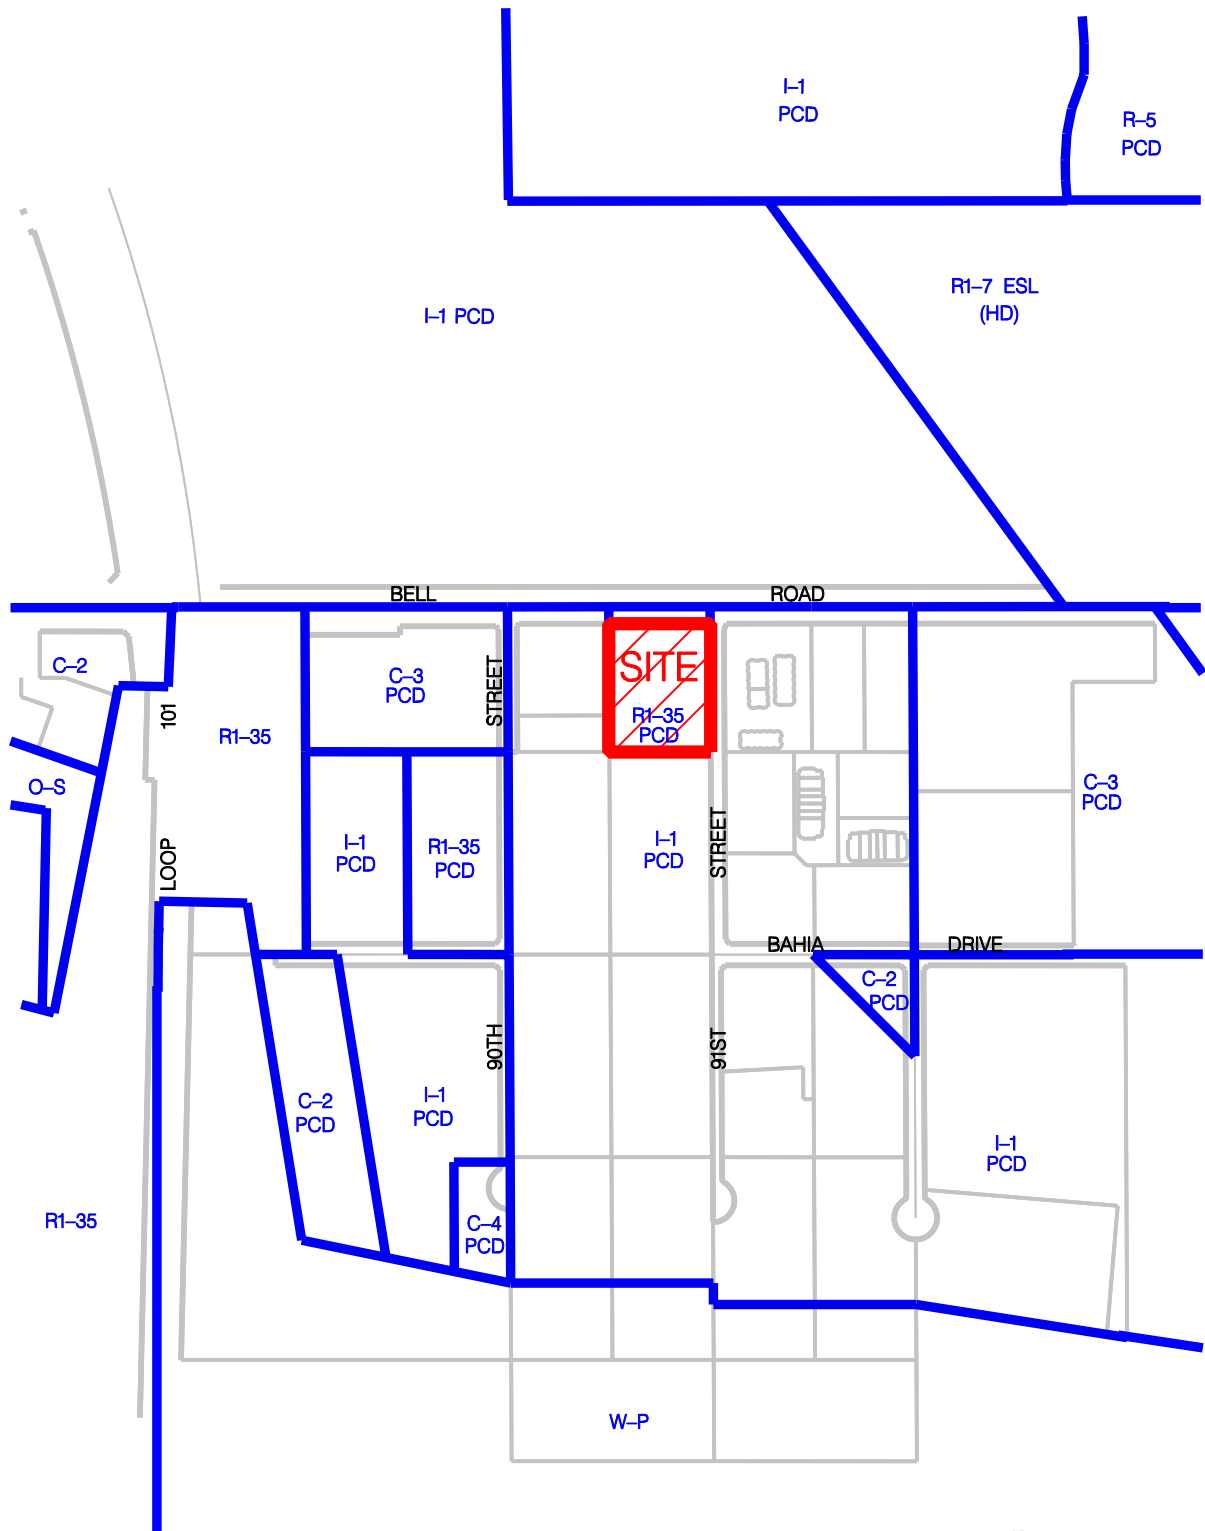 I–1
PCD
R–5
PCD
R1–7 ESL
(HD)
I–1 PCD
BELL
ROAD
C–2
101
R1–35
C–3
PCD
STREET
SITE
R1–35
PCD
O–S
LOOP
I–1
PCD
R1–35
PCD
I–1
PCD
STREET
C–3
PCD
BAHIA
DRIVE
C–2
PCD
90TH
91ST
C–2
PCD
I–1
PCD
I–1
PCD
R1–35
C–4
PCD
W–P